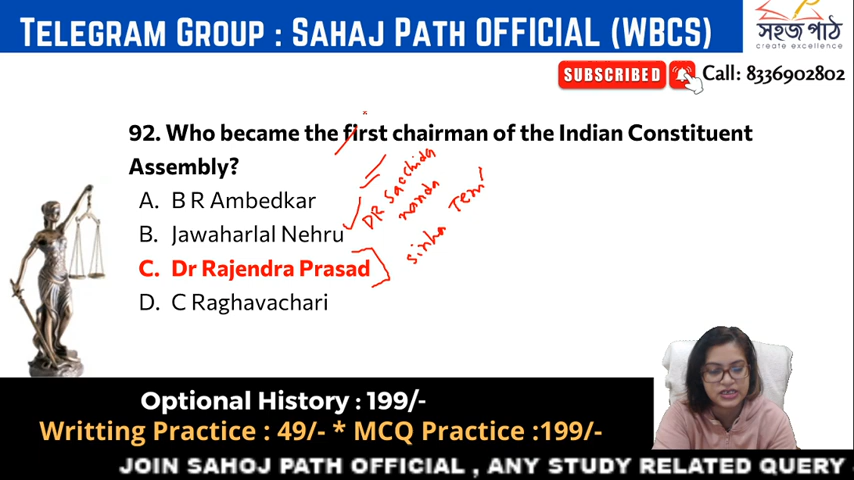 TELEGRAM GROUP : SAHAJ PATH OFFICIAL (WBCS)
সহজ পাঠ
create excellence
SUBSCRIBED
Call: 8336902802
92. Who became the first chairman of the Indian Constituent
Assembly?
A. B R Ambedkar
B. Jawaharlal Nehru
C. Dr Rajendra Prasad
D. C Raghavachari
DR Sacchida
nanda
sinha
Tem
Optional History : 199/-
Writting Practice : 49/- * MCQ Practice :199/-
JOIN SAHOJ PATH OFFICIAL , ANY STUDY RELATED QUERY